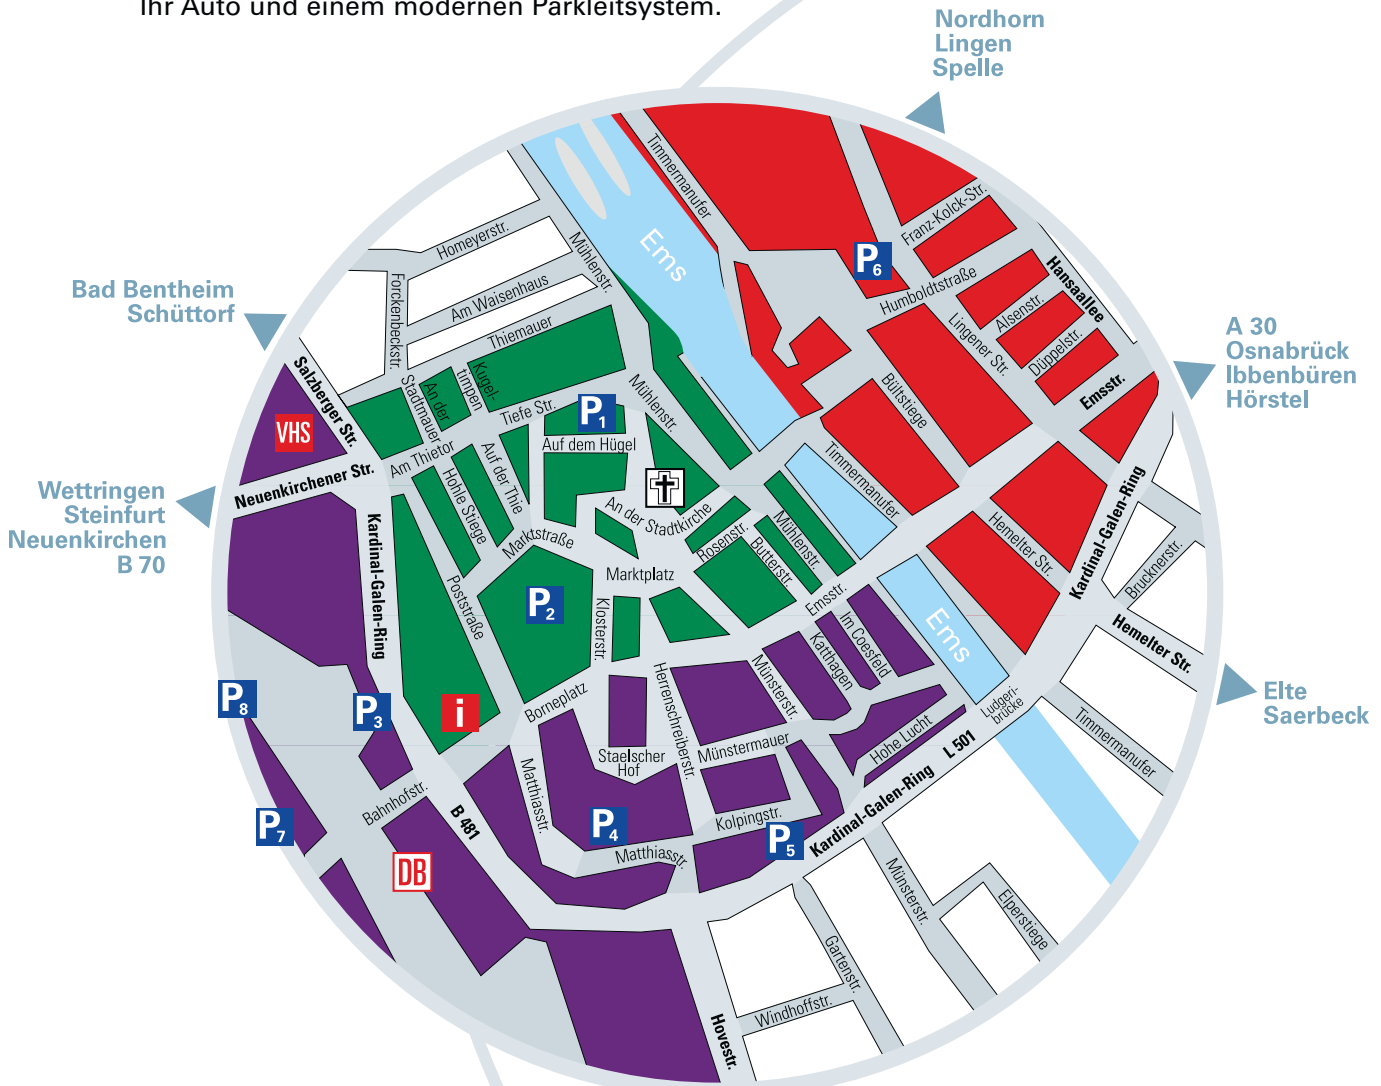 Ihr Auto und einem modernen Parkleitsystem.
Nordhorn
Lingen
Spelle
Bad Bentheim
Schüttorf
A 30
Osnabrück
Ibbenbüren
Hörstel
Wettringen
Steinfurt
Neuenkirchen
B 70
Elte
Saerbeck
Timmermanufer
Ems
Mühlenstr.
Homeyerstr.
Am Waisenhaus
Forckenbeckstr.
Thiemauer
Franz-Kolck-Str.
P6
Humboldtstraße
Hansaallee
Alsenstr.
Lingener Str.
Düppelstr.
Emsstr.
Bültstiege
Salzberger Str.
VHS
Neuenkirchener Str.
Stadtmauer
An der
Kugel-
timpen
Tiefe Str.
P1
Mühlenstr.
Auf dem Hügel
Am Thietor
Hohle Stiege
Auf der Thie
An der Stadtkirche
Marktstraße
Marktplatz
Rosenstr.
Butterstr.
Mühlenstr.
Timmermanufer
Emsstr.
Hemelter Str.
Kardinal-Galen-Ring
Brucknerstr.
Hemelter Str.
Kardinal-Galen-Ring
Poststraße
P2
Klosterstr.
Im Coesfeld
Katthagen
Münsterstr.
Ems
Ludgeri-
brücke
Timmermanufer
P8
P3
i
Borneplatz
Herrenschreiberstr.
Staelscher
Hof
Münstermauer
Hohe Lucht
L 501
Kardinal-Galen-Ring
P7
Bahnhofstr.
B 481
Matthiasstr.
P4
Kolpingstr.
P5
Matthiasstr.
DB
Münsterstr.
Elperstiege
Gartenstr.
Windhoffstr.
Hovestr.